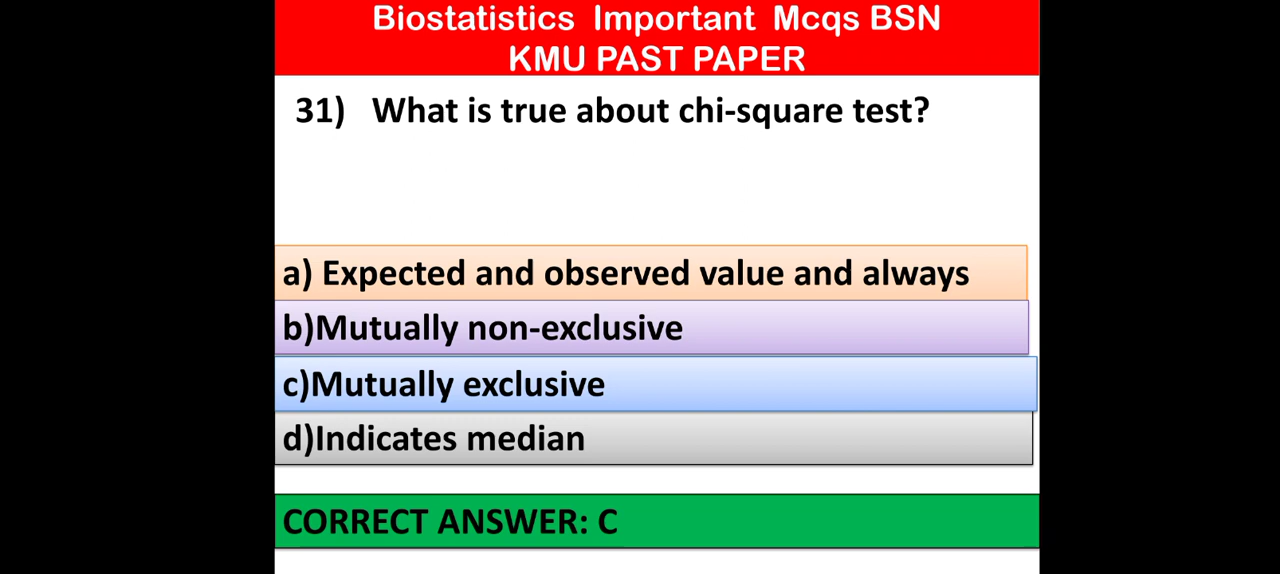 Biostatistics Important Mcqs BSN
KMU PAST PAPER
31) What is true about chi-square test?
a) Expected and observed value and always
b)Mutually non-exclusive
c)Mutually exclusive
d)Indicates median
CORRECT ANSWER: C